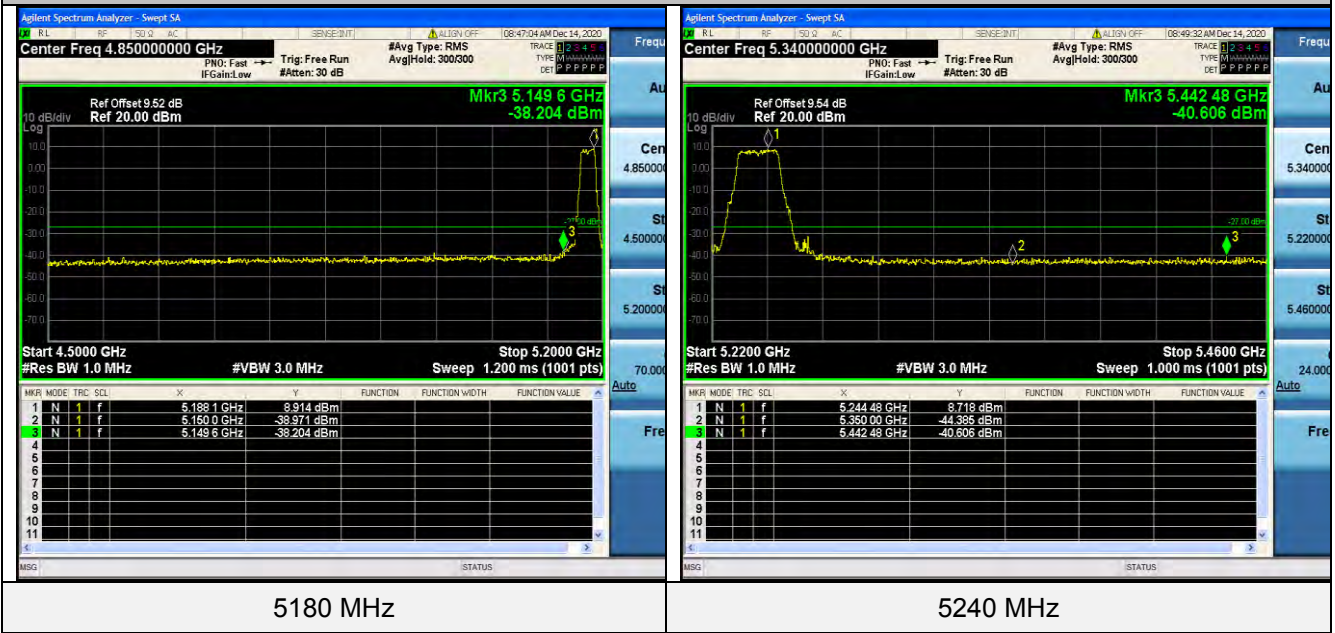 Agilent Spectrum Analyzer - Swept SA
RL RF 50 Ω AC SENSE:INT ALIGN OFF 08:47:04 AM Dec 14, 2020
Center Freq 4.850000000 GHz
PNO: Fast
IFGain:Low
Trig: Free Run
#Atten: 30 dB
#Avg Type: RMS
Avg|Hold: 300/300
TRACE 1 2 3 4 5 6
TYPE M
DET P P P P P P
Frequ
Au
Ref Offset 9.52 dB
Ref 20.00 dBm
10 dB/div
Log
Mkr3 5.149 6 GHz
-38.204 dBm
10.0
0.00
-10.0
-20.0
-30.0
-40.0
-50.0
-60.0
-70.0
-27.00 dBm
1
3
Cen
4.85000
St
4.50000
St
5.20000
70.000
Auto
Fre
Start 4.5000 GHz
Stop 5.2000 GHz
#Res BW 1.0 MHz
#VBW 3.0 MHz
Sweep 1.200 ms (1001 pts)
MKR MODE TRC SCL X Y FUNCTION FUNCTION WIDTH FUNCTION VALUE
1 N 1 f 5.188 1 GHz 8.914 dBm
2 N 1 f 5.150 0 GHz -38.971 dBm
3 N 1 f 5.149 6 GHz -38.204 dBm
4
5
6
7
8
9
10
11
MSG STATUS
5180 MHz
Agilent Spectrum Analyzer - Swept SA
RL RF 50 Ω AC SENSE:INT ALIGN OFF 08:49:32 AM Dec 14, 2020
Center Freq 5.340000000 GHz
PNO: Fast
IFGain:Low
Trig: Free Run
#Atten: 30 dB
#Avg Type: RMS
Avg|Hold: 300/300
TRACE 1 2 3 4 5 6
TYPE M
DET P P P P P P
Frequ
Au
Ref Offset 9.54 dB
Ref 20.00 dBm
10 dB/div
Log
Mkr3 5.442 48 GHz
-40.606 dBm
10.0
0.00
-10.0
-20.0
-30.0
-40.0
-50.0
-60.0
-70.0
-27.00 dBm
1
2
3
Cen
5.34000
St
5.22000
St
5.46000
24.000
Auto
Fre
Start 5.2200 GHz
Stop 5.4600 GHz
#Res BW 1.0 MHz
#VBW 3.0 MHz
Sweep 1.000 ms (1001 pts)
MKR MODE TRC SCL X Y FUNCTION FUNCTION WIDTH FUNCTION VALUE
1 N 1 f 5.244 48 GHz 8.718 dBm
2 N 1 f 5.350 00 GHz -44.385 dBm
3 N 1 f 5.442 48 GHz -40.606 dBm
4
5
6
7
8
9
10
11
MSG STATUS
5240 MHz